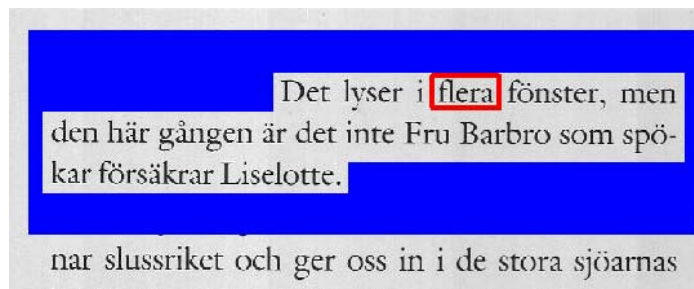 Det lyser i flera fönster, men
den här gången är det inte Fru Barbro som spö-
kar försäkrar Liselotte.
nar slussriket och ger oss in i de stora sjöarnas